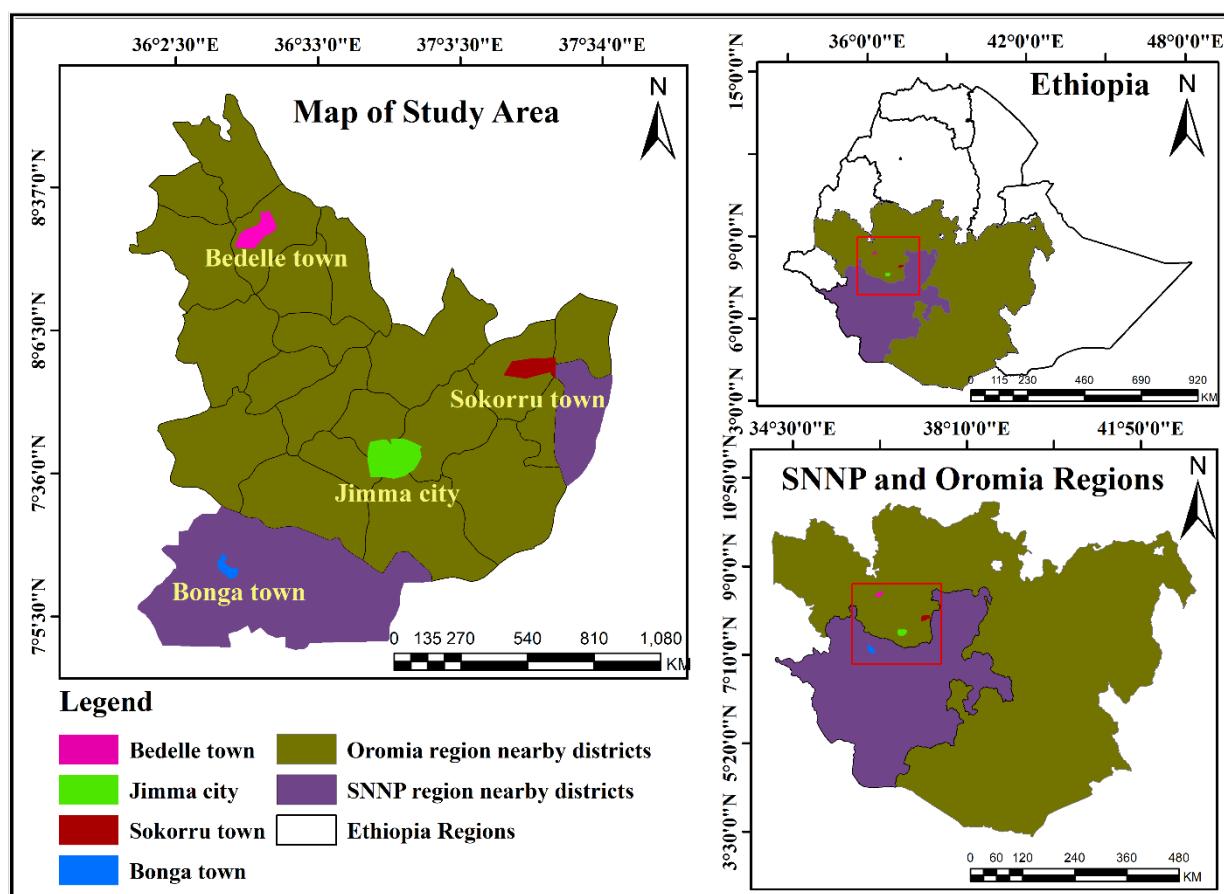 36°2'30"E 36°33'0"E 37°3'30"E 37°34'0"E
Map of Study Area
N
8°37'0"N
8°6'30"N
7°36'0"N
7°5'30"N
Bedelle town
Sokorru town
Jimma city
Bonga town
0 135 270 540 810 1,080
KM
36°0'0"E 42°0'0"E 48°0'0"E
Ethiopia
N
15°0'0"N
9°0'0"N
6°0'0"N
3°0'0"N
0 115 230 460 690 920
KM
34°30'0"E 38°10'0"E 41°50'0"E
SNNP and Oromia Regions
N
10°50'0"N
9°0'0"N
7°10'0"N
5°20'0"N
3°30'0"N
0 60 120 240 360 480
KM
Legend
Bedelle town
Jimma city
Sokorru town
Bonga town
Oromia region nearby districts
SNNP region nearby districts
Ethiopia Regions